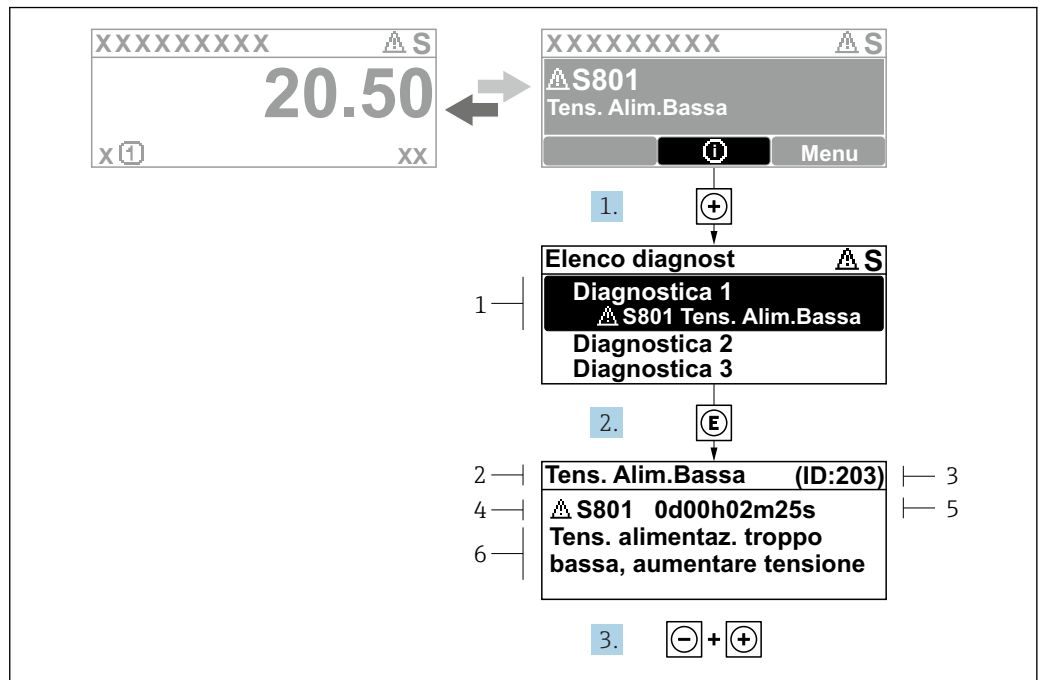 XXXXXXXXX ⚠ S
20.50
X ① XX
XXXXXXXXX ⚠ S
⚠ S801
Tens. Alim.Bassa
ⓘ Menu
1. +
Elenco diagnost ⚠ S
1
Diagnostica 1
⚠ S801 Tens. Alim.Bassa
Diagnostica 2
Diagnostica 3
2. E
2 Tens. Alim.Bassa (ID:203) 3
4 ⚠ S801 0d00h02m25s 5
6
Tens. alimentaz. troppo
bassa, aumentare tensione
3. - + +